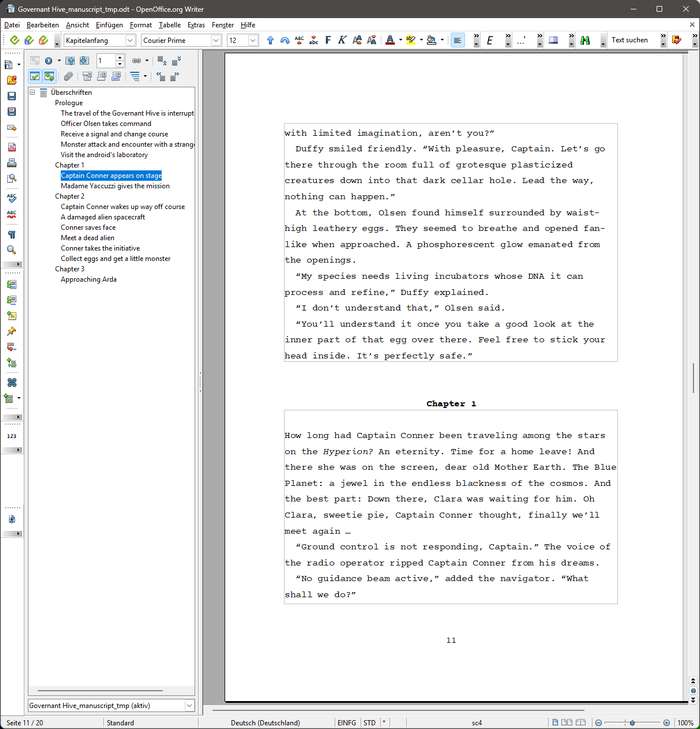 Governant Hive_manuscript_tmp.odt - OpenOffice.org Writer
Datei Bearbeiten Ansicht Einfügen Format Tabelle Extras Fenster Hilfe
Kapitelanfang Courier Prime 12 F K Text suchen
1
Überschriften
Prologue
The travel of the Governant Hive is interrupt
Officer Olsen takes command
Receive a signal and change course
Monster attack and encounter with a strang
Visit the android's laboratory
Chapter 1
Captain Conner appears on stage
Madame Yaccuzzi gives the mission
Chapter 2
Captain Conner wakes up way off course
A damaged alien spacecraft
Conner saves face
Meet a dead alien
Conner takes the initiative
Collect eggs and get a little monster
Chapter 3
Approaching Arda
123
Governant Hive_manuscript_tmp (aktiv)
with limited imagination, aren't you?”
Duffy smiled friendly. “With pleasure, Captain. Let's go
there through the room full of grotesque plasticized
creatures down into that dark cellar hole. Lead the way,
nothing can happen.”
At the bottom, Olsen found himself surrounded by waist-
high leathery eggs. They seemed to breathe and opened fan-
like when approached. A phosphorescent glow emanated from
the openings.
“My species needs living incubators whose DNA it can
process and refine,” Duffy explained.
“I don't understand that,” Olsen said.
“You'll understand it once you take a good look at the
inner part of that egg over there. Feel free to stick your
head inside. It's perfectly safe.”
Chapter 1
How long had Captain Conner been traveling among the stars
on the Hyperion? An eternity. Time for a home leave! And
there she was on the screen, dear old Mother Earth. The Blue
Planet: a jewel in the endless blackness of the cosmos. And
the best part: Down there, Clara was waiting for him. Oh
Clara, sweetie pie, Captain Conner thought, finally we'll
meet again …
“Ground control is not responding, Captain.” The voice of
the radio operator ripped Captain Conner from his dreams.
“No guidance beam active,” added the navigator. “What
shall we do?”
11
Seite 11 / 20 Standard Deutsch (Deutschland) EINFG STD * sc4 100%